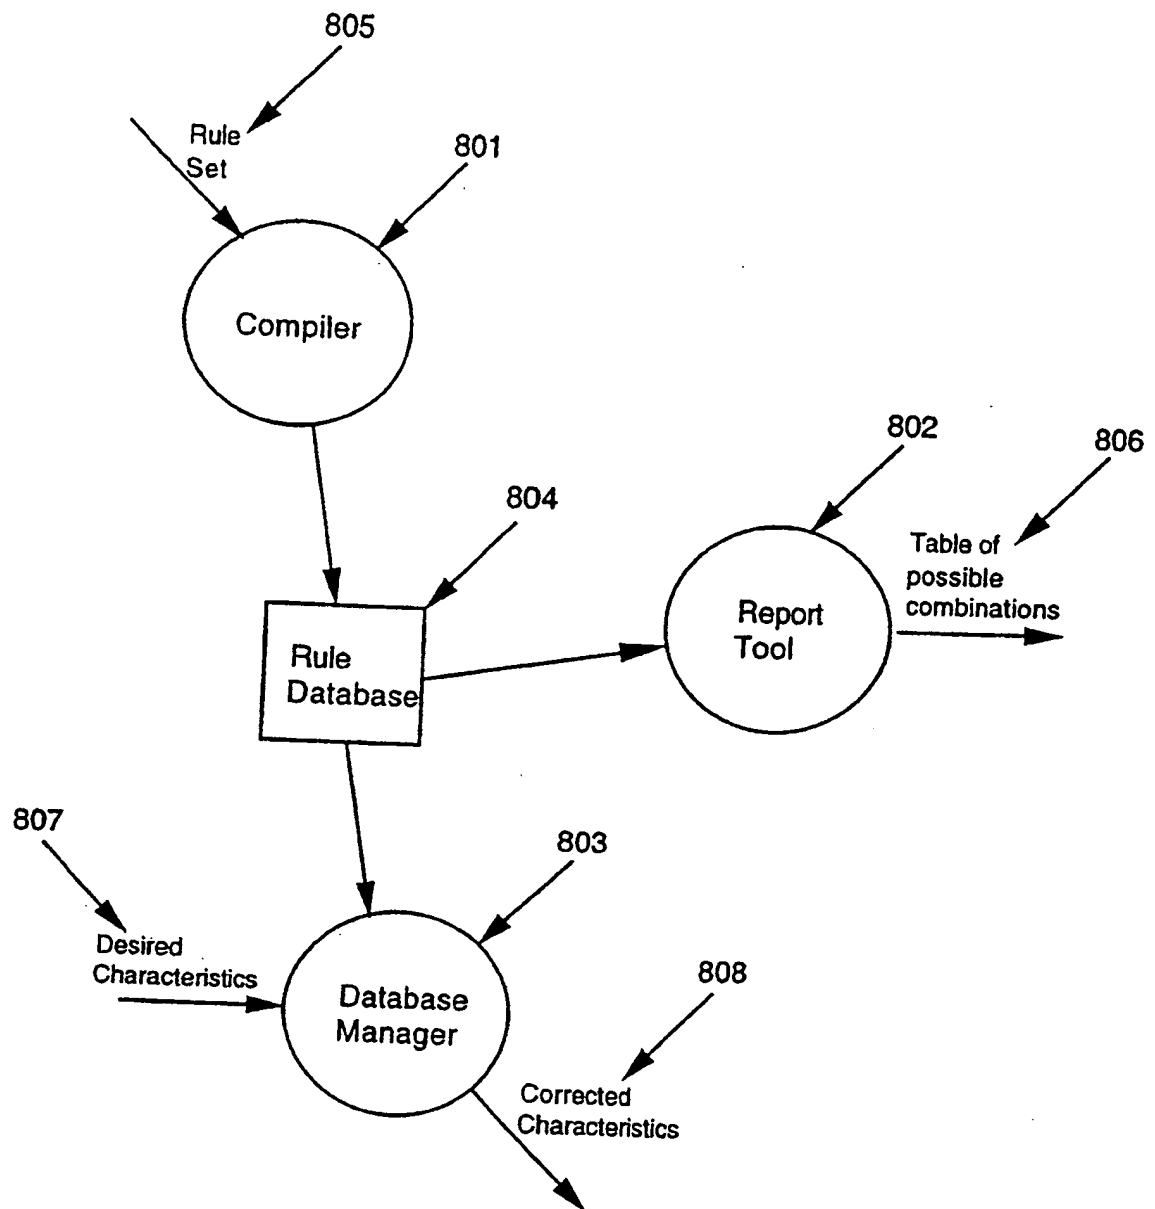 805
Rule
Set
801
Compiler
802
806
804
Table of
possible
combinations
Report
Tool
Rule
Database
807
803
Desired
Characteristics
808
Database
Manager
Corrected
Characteristics